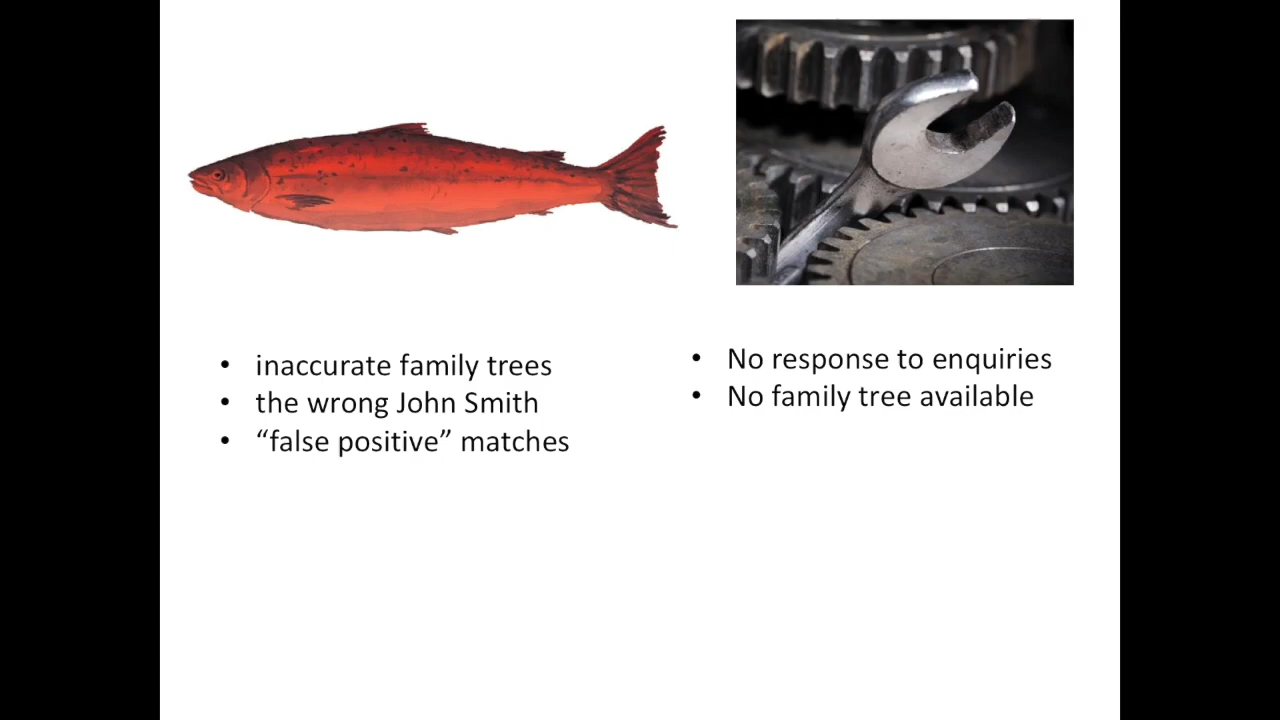 • inaccurate family trees
• the wrong John Smith
• “false positive” matches
• No response to enquiries
• No family tree available